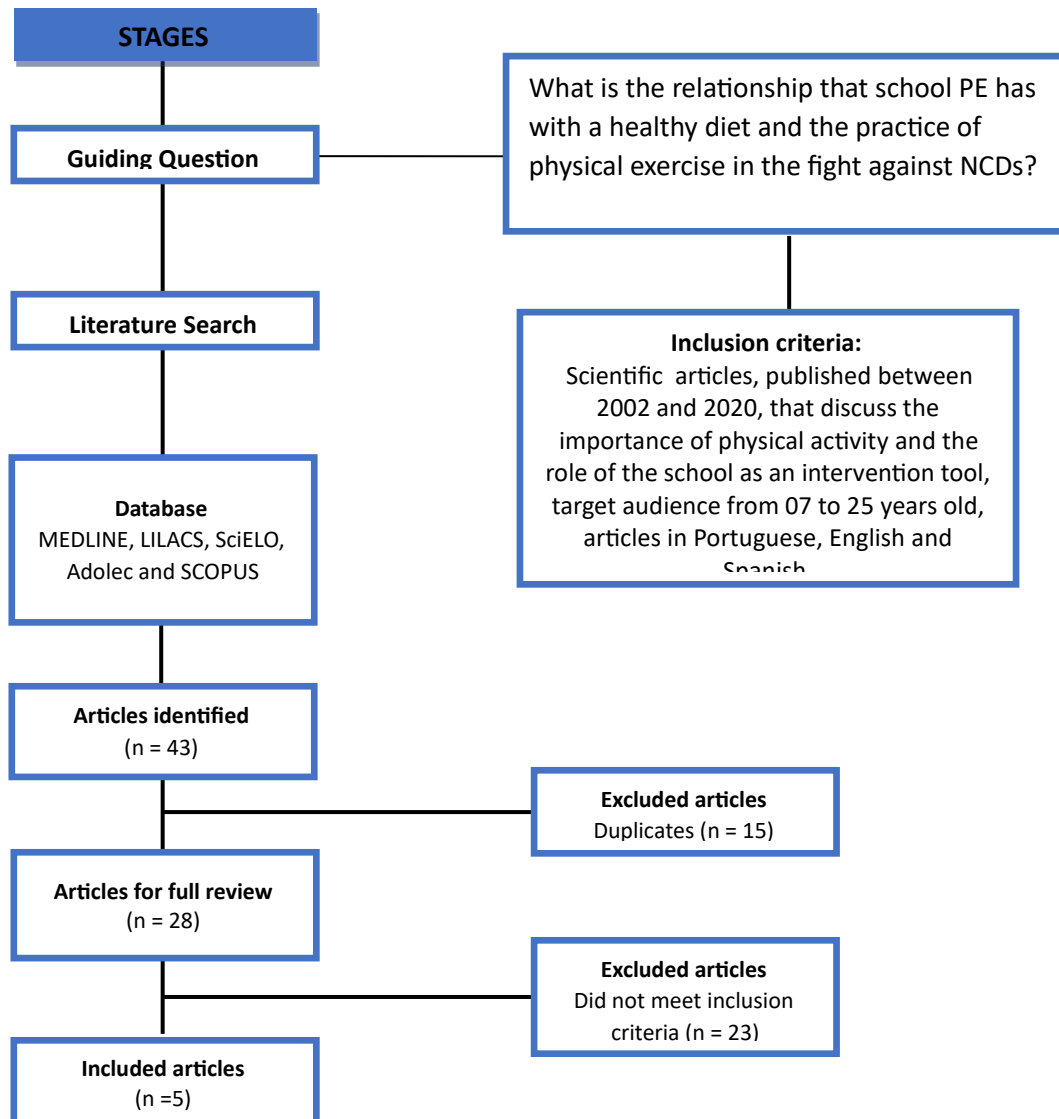 STAGES
Guiding Question
What is the relationship that school PE has
with a healthy diet and the practice of
physical exercise in the fight against NCDs?
Literature Search
Inclusion criteria:
Scientific articles, published between
2002 and 2020, that discuss the
importance of physical activity and the
role of the school as an intervention tool,
target audience from 07 to 25 years old,
articles in Portuguese, English and
Spanish
Database
MEDLINE, LILACS, SciELO,
Adolec and SCOPUS
Articles identified
(n = 43)
Excluded articles
Duplicates (n = 15)
Articles for full review
(n = 28)
Excluded articles
Did not meet inclusion
criteria (n = 23)
Included articles
(n =5)